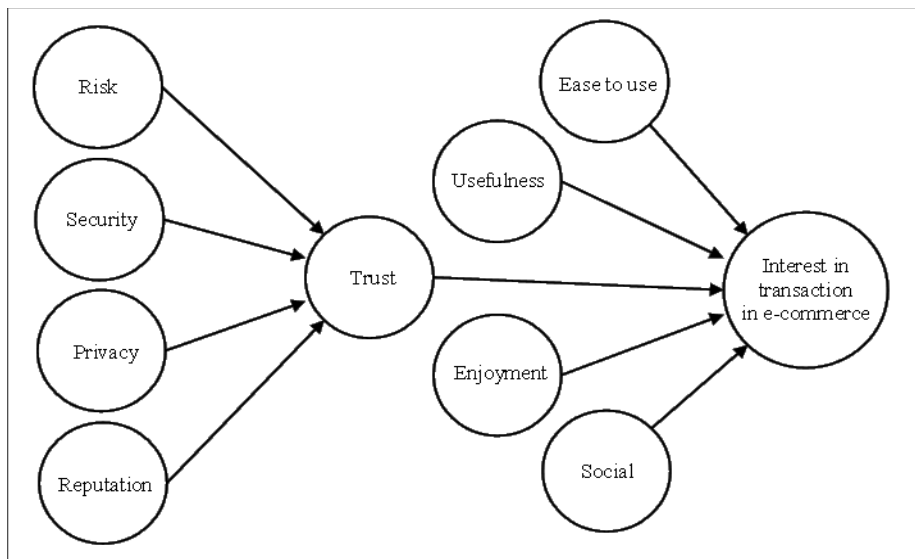 Risk
Security
Privacy
Reputation
Trust
Ease to use
Usefulness
Enjoyment
Social
Interest in
transaction
in e-commerce